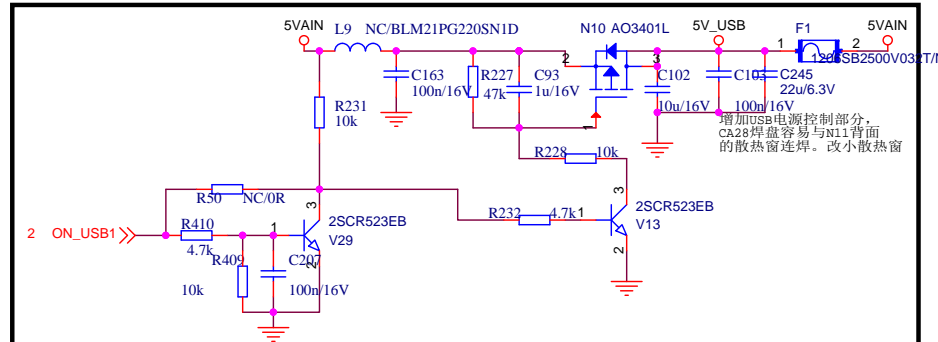 5VAIN
L9 NC/BLM21PG220SN1D
N10 AO3401L
5V_USB
F1
5VAIN
2
3
1
2
C163
100n/16V
R227
47k
C93
1u/16V
C102
10u/16V
C103
100n/16V
C245
22u/6.3V
R231
10k
1
增加USB电源控制部分，
CA28焊盘容易与N11背面
的散热窗连焊。改小散热窗
R228
10k
R50
NC/0R
3
2SCR523EB
V29
1
2
R232
4.7k
1
3
2SCR523EB
V13
2
2 ON_USB1
R410
4.7k
R409
10k
C207
100n/16V